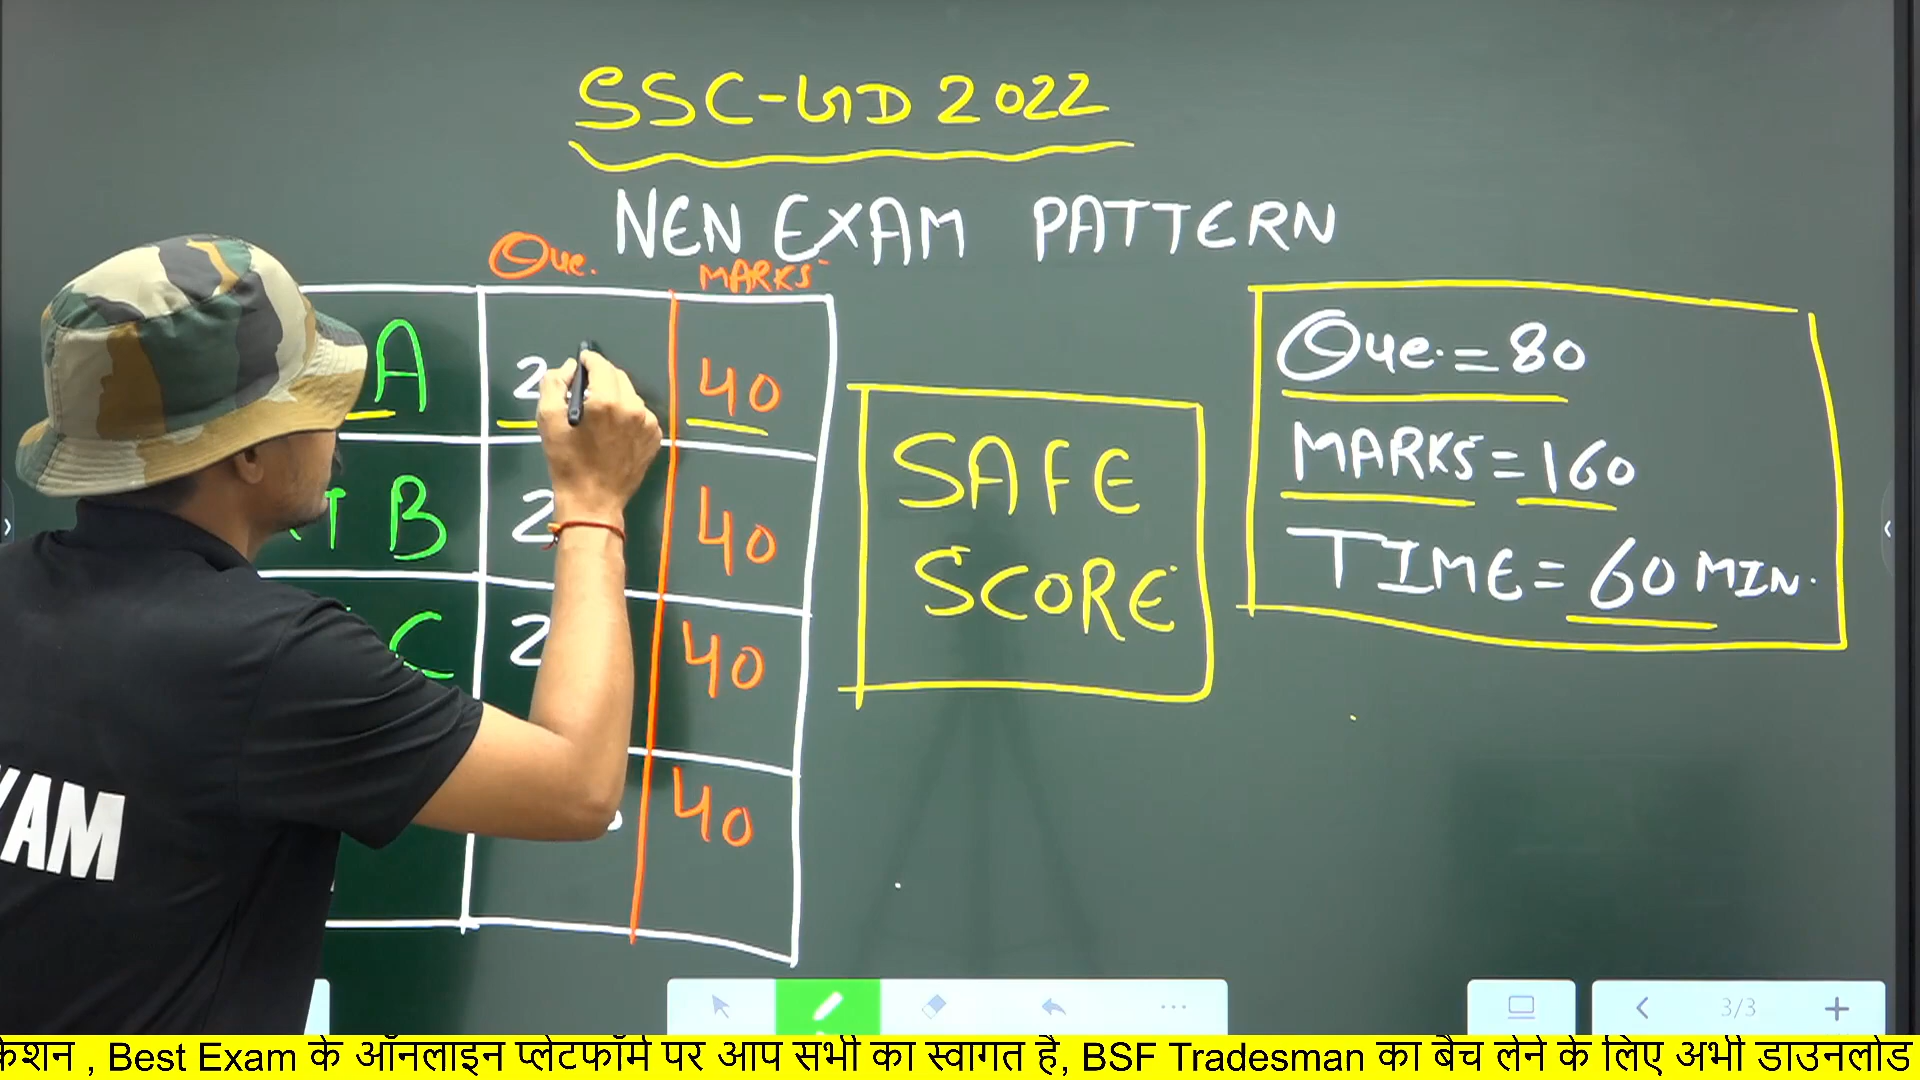 SSC-GD 2022
NEN EXAM PATTERN
Que. MARKS
A 2 40
T B 2 40
C 2 40
40
SAFE
SCORE
Que. = 80
MARKS = 160
TIME = 60 MIN.
XAM
3/3
केशन , Best Exam के ऑनलाइन प्लेटफॉर्म पर आप सभी का स्वागत है, BSF Tradesman का बैच लेने के लिए अभी डाउनलोड